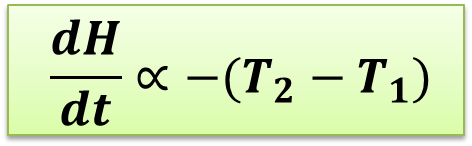 dH/dt ∝ −(T₂ − T₁)